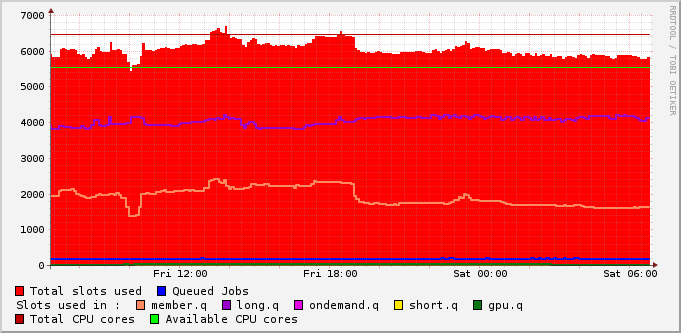 RRDTOOL / TOBI OETIKER
7000
6000
5000
4000
3000
2000
1000
0
Fri 12:00 Fri 18:00 Sat 00:00 Sat 06:00
Total slots used Queued Jobs
Slots used in : member.q long.q ondemand.q short.q gpu.q
Total CPU cores Available CPU cores